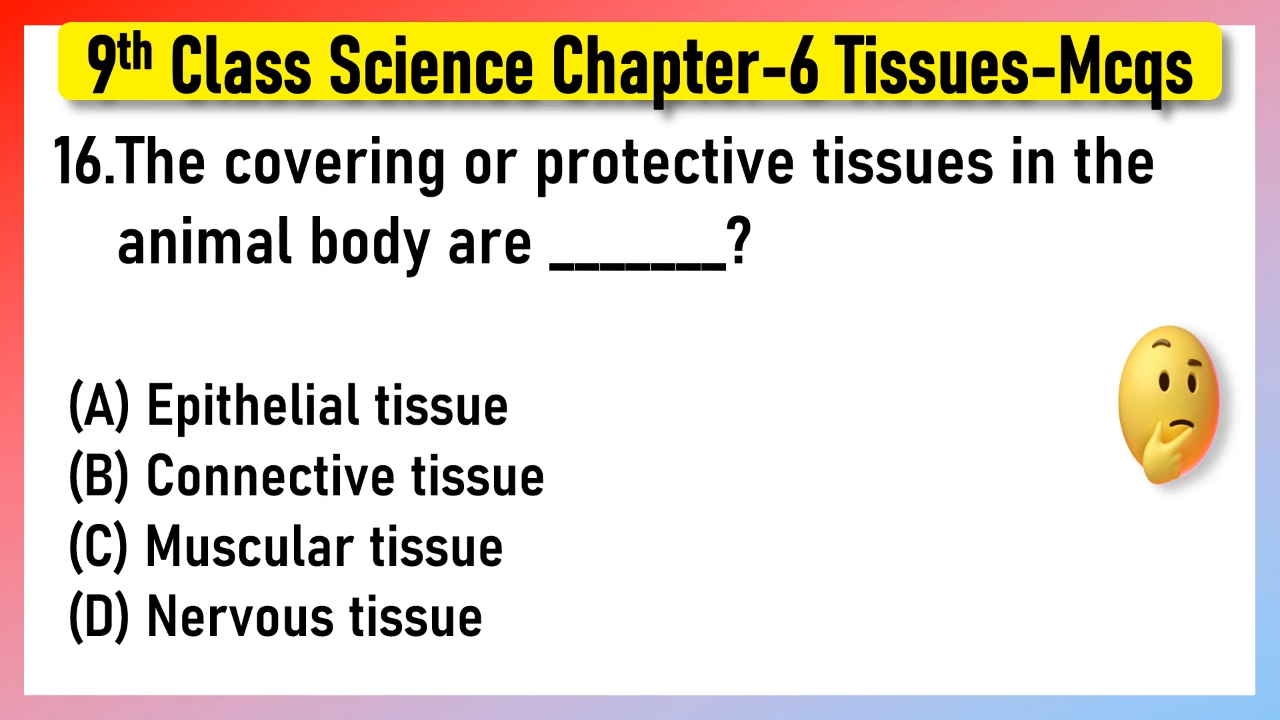 9th Class Science Chapter-6 Tissues-Mcqs
16.The covering or protective tissues in the
animal body are _______?
(A) Epithelial tissue
(B) Connective tissue
(C) Muscular tissue
(D) Nervous tissue